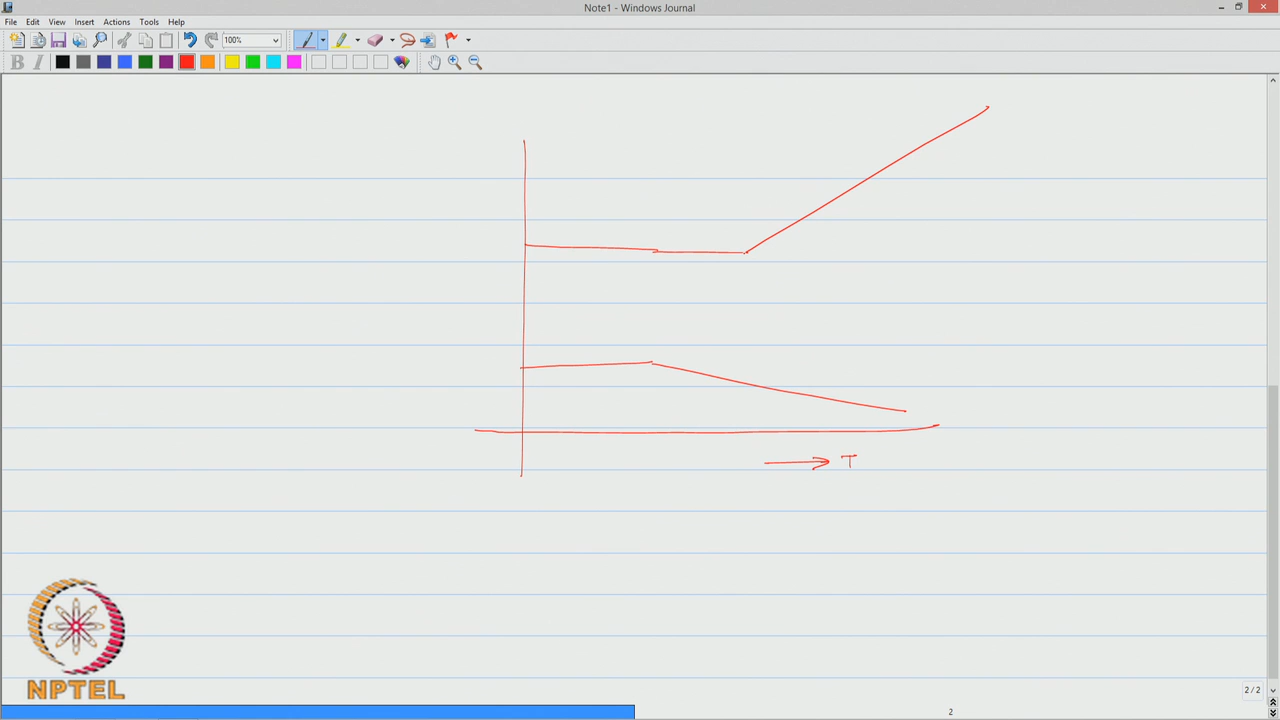 Note1 - Windows Journal
File Edit View Insert Actions Tools Help
100%
B I
T
NPTEL
2 / 2
2